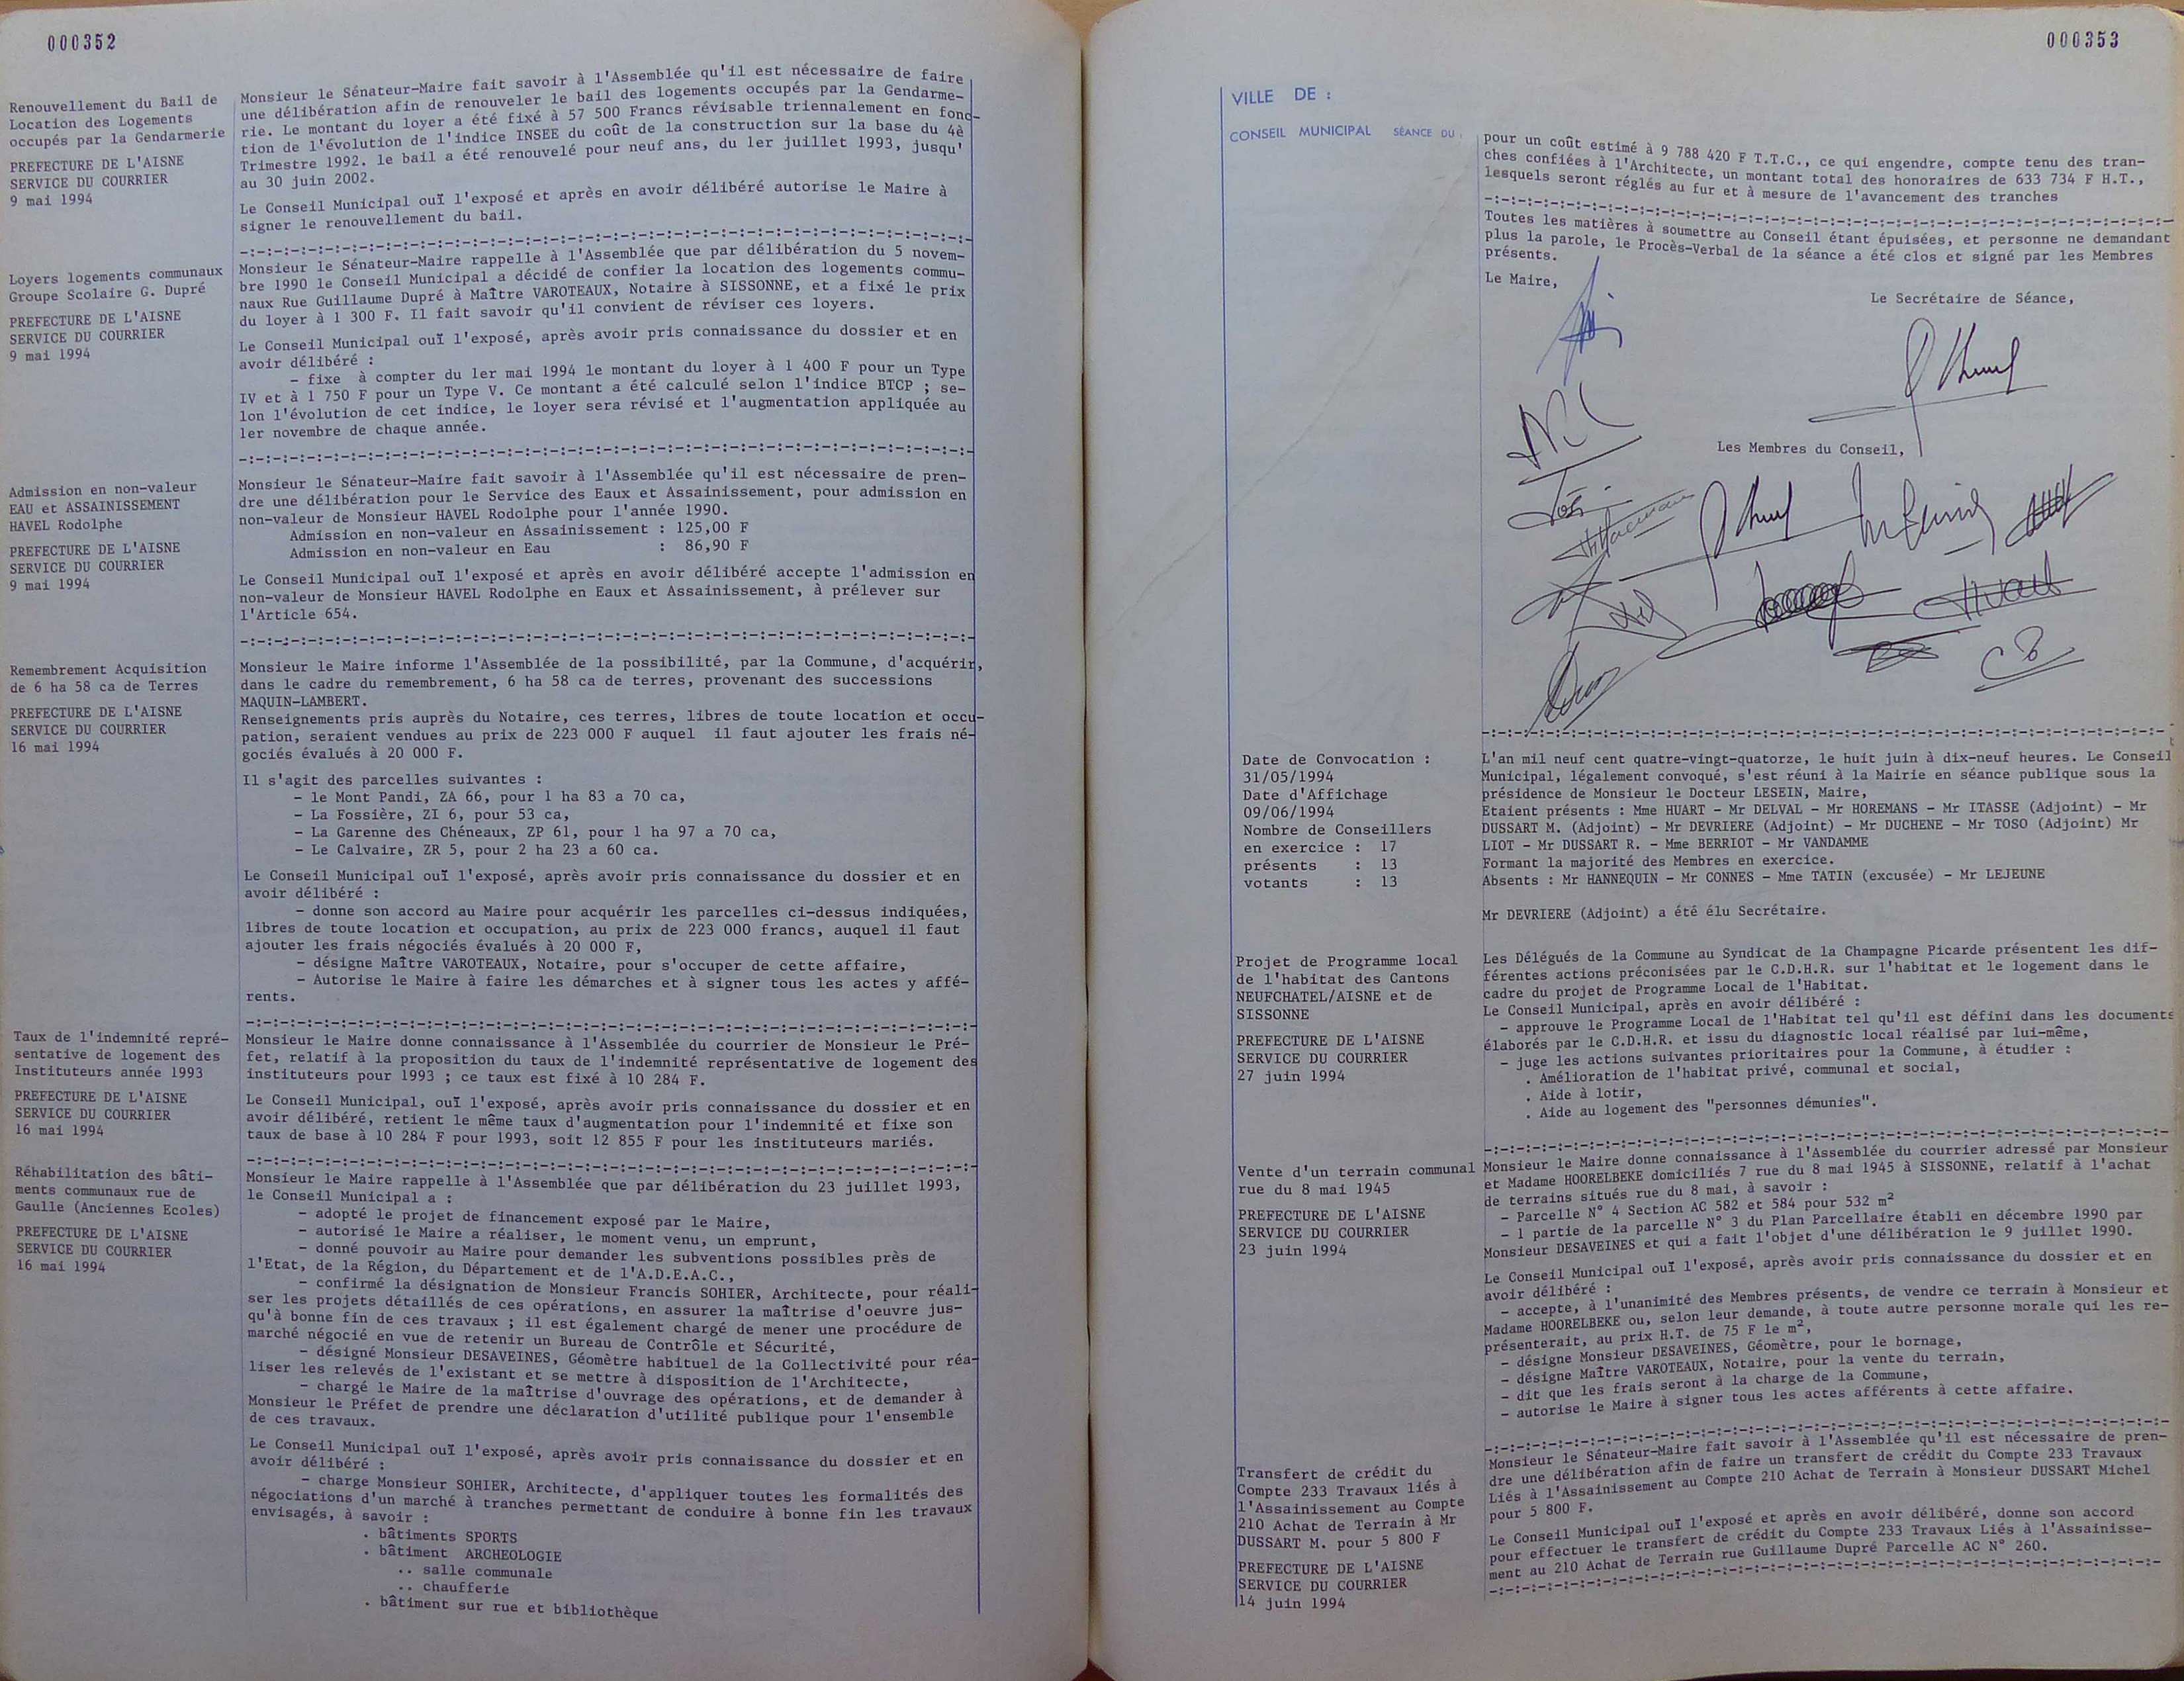 000352
Renouvellement du Bail de
Location des Logements
occupés par la Gendarmerie
PREFECTURE DE L'AISNE
SERVICE DU COURRIER
9 mai 1994
Monsieur le Sénateur-Maire fait savoir à l'Assemblée qu'il est nécessaire de faire
une délibération afin de renouveler le bail des logements occupés par la Gendarme-
rie. Le montant du loyer a été fixé à 57 500 Francs révisable triennalement en fonc-
tion de l'évolution de l'indice INSEE du coût de la construction sur la base du 4è
Trimestre 1992. le bail a été renouvelé pour neuf ans, du 1er juillet 1993, jusqu'
au 30 juin 2002.
Le Conseil Municipal ouï l'exposé et après en avoir délibéré autorise le Maire à
signer le renouvellement du bail.
-:-:-:-:-:-:-:-:-:-:-:-:-:-:-:-:-:-:-:-:-:-:-:-:-:-:-:-:-:-:-:-:-:-:-:-:-:-:-:-:-
Loyers logements communaux
Groupe Scolaire G. Dupré
PREFECTURE DE L'AISNE
SERVICE DU COURRIER
9 mai 1994
Monsieur le Sénateur-Maire rappelle à l'Assemblée que par délibération du 5 novem-
bre 1990 le Conseil Municipal a décidé de confier la location des logements commu-
naux Rue Guillaume Dupré à Maître VAROTEAUX, Notaire à SISSONNE, et a fixé le prix
du loyer à 1 300 F. Il fait savoir qu'il convient de réviser ces loyers.
Le Conseil Municipal ouï l'exposé, après avoir pris connaissance du dossier et en
avoir délibéré :
- fixe à compter du 1er mai 1994 le montant du loyer à 1 400 F pour un Type
IV et à 1 750 F pour un Type V. Ce montant a été calculé selon l'indice BTCP ; se-
lon l'évolution de cet indice, le loyer sera révisé et l'augmentation appliquée au
1er novembre de chaque année.
-:-:-:-:-:-:-:-:-:-:-:-:-:-:-:-:-:-:-:-:-:-:-:-:-:-:-:-:-:-:-:-:-:-:-:-:-:-:-:-:-
Admission en non-valeur
EAU et ASSAINISSEMENT
HAVEL Rodolphe
PREFECTURE DE L'AISNE
SERVICE DU COURRIER
9 mai 1994
Monsieur le Sénateur-Maire fait savoir à l'Assemblée qu'il est nécessaire de pren-
dre une délibération pour le Service des Eaux et Assainissement, pour admission en
non-valeur de Monsieur HAVEL Rodolphe pour l'année 1990.
Admission en non-valeur en Assainissement : 125,00 F
Admission en non-valeur en Eau : 86,90 F
Le Conseil Municipal ouï l'exposé et après en avoir délibéré accepte l'admission en
non-valeur de Monsieur HAVEL Rodolphe en Eaux et Assainissement, à prélever sur
l'Article 654.
-:-:-:-:-:-:-:-:-:-:-:-:-:-:-:-:-:-:-:-:-:-:-:-:-:-:-:-:-:-:-:-:-:-:-:-:-:-:-:-:-
Remembrement Acquisition
de 6 ha 58 ca de Terres
PREFECTURE DE L'AISNE
SERVICE DU COURRIER
16 mai 1994
Monsieur le Maire informe l'Assemblée de la possibilité, par la Commune, d'acquérir,
dans le cadre du remembrement, 6 ha 58 ca de terres, provenant des successions
MAQUIN-LAMBERT.
Renseignements pris auprès du Notaire, ces terres, libres de toute location et occu-
pation, seraient vendues au prix de 223 000 F auquel il faut ajouter les frais né-
gociés évalués à 20 000 F.
Il s'agit des parcelles suivantes :
- le Mont Pandi, ZA 66, pour 1 ha 83 a 70 ca,
- La Fossière, ZI 6, pour 53 ca,
- La Garenne des Chéneaux, ZP 61, pour 1 ha 97 a 70 ca,
- Le Calvaire, ZR 5, pour 2 ha 23 a 60 ca.
Le Conseil Municipal ouï l'exposé, après avoir pris connaissance du dossier et en
avoir délibéré :
- donne son accord au Maire pour acquérir les parcelles ci-dessus indiquées,
libres de toute location et occupation, au prix de 223 000 francs, auquel il faut
ajouter les frais négociés évalués à 20 000 F,
- désigne Maître VAROTEAUX, Notaire, pour s'occuper de cette affaire,
- Autorise le Maire à faire les démarches et à signer tous les actes y affé-
rents.
-:-:-:-:-:-:-:-:-:-:-:-:-:-:-:-:-:-:-:-:-:-:-:-:-:-:-:-:-:-:-:-:-:-:-:-:-:-:-:-:-
Taux de l'indemnité repré-
sentative de logement des
Instituteurs année 1993
PREFECTURE DE L'AISNE
SERVICE DU COURRIER
16 mai 1994
Monsieur le Maire donne connaissance à l'Assemblée du courrier de Monsieur le Pré-
fet, relatif à la proposition du taux de l'indemnité représentative de logement des
instituteurs pour 1993 ; ce taux est fixé à 10 284 F.
Le Conseil Municipal, ouï l'exposé, après avoir pris connaissance du dossier et en
avoir délibéré, retient le même taux d'augmentation pour l'indemnité et fixe son
taux de base à 10 284 F pour 1993, soit 12 855 F pour les instituteurs mariés.
-:-:-:-:-:-:-:-:-:-:-:-:-:-:-:-:-:-:-:-:-:-:-:-:-:-:-:-:-:-:-:-:-:-:-:-:-:-:-:-:-
Réhabilitation des bâti-
ments communaux rue de
Gaulle (Anciennes Ecoles)
PREFECTURE DE L'AISNE
SERVICE DU COURRIER
16 mai 1994
Monsieur le Maire rappelle à l'Assemblée que par délibération du 23 juillet 1993,
le Conseil Municipal a :
- adopté le projet de financement exposé par le Maire,
- autorisé le Maire a réaliser, le moment venu, un emprunt,
- donné pouvoir au Maire pour demander les subventions possibles près de
l'Etat, de la Région, du Département et de l'A.D.E.A.C.,
- confirmé la désignation de Monsieur Francis SOHIER, Architecte, pour réali-
ser les projets détaillés de ces opérations, en assurer la maîtrise d'oeuvre jus-
qu'à bonne fin de ces travaux ; il est également chargé de mener une procédure de
marché négocié en vue de retenir un Bureau de Contrôle et Sécurité,
- désigné Monsieur DESAVEINES, Géomètre habituel de la Collectivité pour réa-
liser les relevés de l'existant et se mettre à disposition de l'Architecte,
- chargé le Maire de la maîtrise d'ouvrage des opérations, et de demander à
Monsieur le Préfet de prendre une déclaration d'utilité publique pour l'ensemble
de ces travaux.
Le Conseil Municipal ouï l'exposé, après avoir pris connaissance du dossier et en
avoir délibéré :
- charge Monsieur SOHIER, Architecte, d'appliquer toutes les formalités des
négociations d'un marché à tranches permettant de conduire à bonne fin les travaux
envisagés, à savoir :
. bâtiments SPORTS
. bâtiment ARCHEOLOGIE
.. salle communale
.. chaufferie
. bâtiment sur rue et bibliothèque
000353
VILLE DE :
CONSEIL MUNICIPAL SÉANCE DU :
pour un coût estimé à 9 788 420 F T.T.C., ce qui engendre, compte tenu des tran-
ches confiées à l'Architecte, un montant total des honoraires de 633 734 F H.T.,
lesquels seront réglés au fur et à mesure de l'avancement des tranches
-:-:-:-:-:-:-:-:-:-:-:-:-:-:-:-:-:-:-:-:-:-:-:-:-:-:-:-:-:-:-:-:-:-:-:-:-:-:-:-:-
Toutes les matières à soumettre au Conseil étant épuisées, et personne ne demandant
plus la parole, le Procès-Verbal de la séance a été clos et signé par les Membres
présents.
Le Maire,
Le Secrétaire de Séance,
Les Membres du Conseil,
-:-:-:-:-:-:-:-:-:-:-:-:-:-:-:-:-:-:-:-:-:-:-:-:-:-:-:-:-:-:-:-:-:-:-:-:-:-:-:-:-
Date de Convocation :
31/05/1994
Date d'Affichage
09/06/1994
Nombre de Conseillers
en exercice : 17
présents : 13
votants : 13
L'an mil neuf cent quatre-vingt-quatorze, le huit juin à dix-neuf heures. Le Conseil
Municipal, légalement convoqué, s'est réuni à la Mairie en séance publique sous la
présidence de Monsieur le Docteur LESEIN, Maire,
Etaient présents : Mme HUART - Mr DELVAL - Mr HOREMANS - Mr ITASSE (Adjoint) - Mr
DUSSART M. (Adjoint) - Mr DEVRIERE (Adjoint) - Mr DUCHENE - Mr TOSO (Adjoint) Mr
LIOT - Mr DUSSART R. - Mme BERRIOT - Mr VANDAMME
Formant la majorité des Membres en exercice.
Absents : Mr HANNEQUIN - Mr CONNES - Mme TATIN (excusée) - Mr LEJEUNE
Mr DEVRIERE (Adjoint) a été élu Secrétaire.
Projet de Programme local
de l'habitat des Cantons
NEUFCHATEL/AISNE et de
SISSONNE
PREFECTURE DE L'AISNE
SERVICE DU COURRIER
27 juin 1994
Les Délégués de la Commune au Syndicat de la Champagne Picarde présentent les dif-
férentes actions préconisées par le C.D.H.R. sur l'habitat et le logement dans le
cadre du projet de Programme Local de l'Habitat.
Le Conseil Municipal, après en avoir délibéré :
- approuve le Programme Local de l'Habitat tel qu'il est défini dans les documents
élaborés par le C.D.H.R. et issu du diagnostic local réalisé par lui-même,
- juge les actions suivantes prioritaires pour la Commune, à étudier :
. Amélioration de l'habitat privé, communal et social,
. Aide à lotir,
. Aide au logement des "personnes démunies".
-:-:-:-:-:-:-:-:-:-:-:-:-:-:-:-:-:-:-:-:-:-:-:-:-:-:-:-:-:-:-:-:-:-:-:-:-:-:-:-:-
Vente d'un terrain communal
rue du 8 mai 1945
PREFECTURE DE L'AISNE
SERVICE DU COURRIER
23 juin 1994
Monsieur le Maire donne connaissance à l'Assemblée du courrier adressé par Monsieur
et Madame HOORELBEKE domiciliés 7 rue du 8 mai 1945 à SISSONNE, relatif à l'achat
de terrains situés rue du 8 mai, à savoir :
- Parcelle N° 4 Section AC 582 et 584 pour 532 m²
- 1 partie de la parcelle N° 3 du Plan Parcellaire établi en décembre 1990 par
Monsieur DESAVEINES et qui a fait l'objet d'une délibération le 9 juillet 1990.
Le Conseil Municipal ouï l'exposé, après avoir pris connaissance du dossier et en
avoir délibéré :
- accepte, à l'unanimité des Membres présents, de vendre ce terrain à Monsieur et
Madame HOORELBEKE ou, selon leur demande, à toute autre personne morale qui les re-
présenterait, au prix H.T. de 75 F le m²,
- désigne Monsieur DESAVEINES, Géomètre, pour le bornage,
- désigne Maître VAROTEAUX, Notaire, pour la vente du terrain,
- dit que les frais seront à la charge de la Commune,
- autorise le Maire à signer tous les actes afférents à cette affaire.
-:-:-:-:-:-:-:-:-:-:-:-:-:-:-:-:-:-:-:-:-:-:-:-:-:-:-:-:-:-:-:-:-:-:-:-:-:-:-:-:-
Transfert de crédit du
Compte 233 Travaux liés à
l'Assainissement au Compte
210 Achat de Terrain à Mr
DUSSART M. pour 5 800 F
PREFECTURE DE L'AISNE
SERVICE DU COURRIER
14 juin 1994
Monsieur le Sénateur-Maire fait savoir à l'Assemblée qu'il est nécessaire de pren-
dre une délibération afin de faire un transfert de crédit du Compte 233 Travaux
Liés à l'Assainissement au Compte 210 Achat de Terrain à Monsieur DUSSART Michel
pour 5 800 F.
Le Conseil Municipal ouï l'exposé et après en avoir délibéré, donne son accord
pour effectuer le transfert de crédit du Compte 233 Travaux Liés à l'Assainisse-
ment au 210 Achat de Terrain rue Guillaume Dupré Parcelle AC N° 260.
-:-:-:-:-:-:-:-:-:-:-:-:-:-:-:-:-:-:-:-:-:-:-:-:-:-:-:-:-:-:-:-:-:-:-:-:-:-:-:-:-